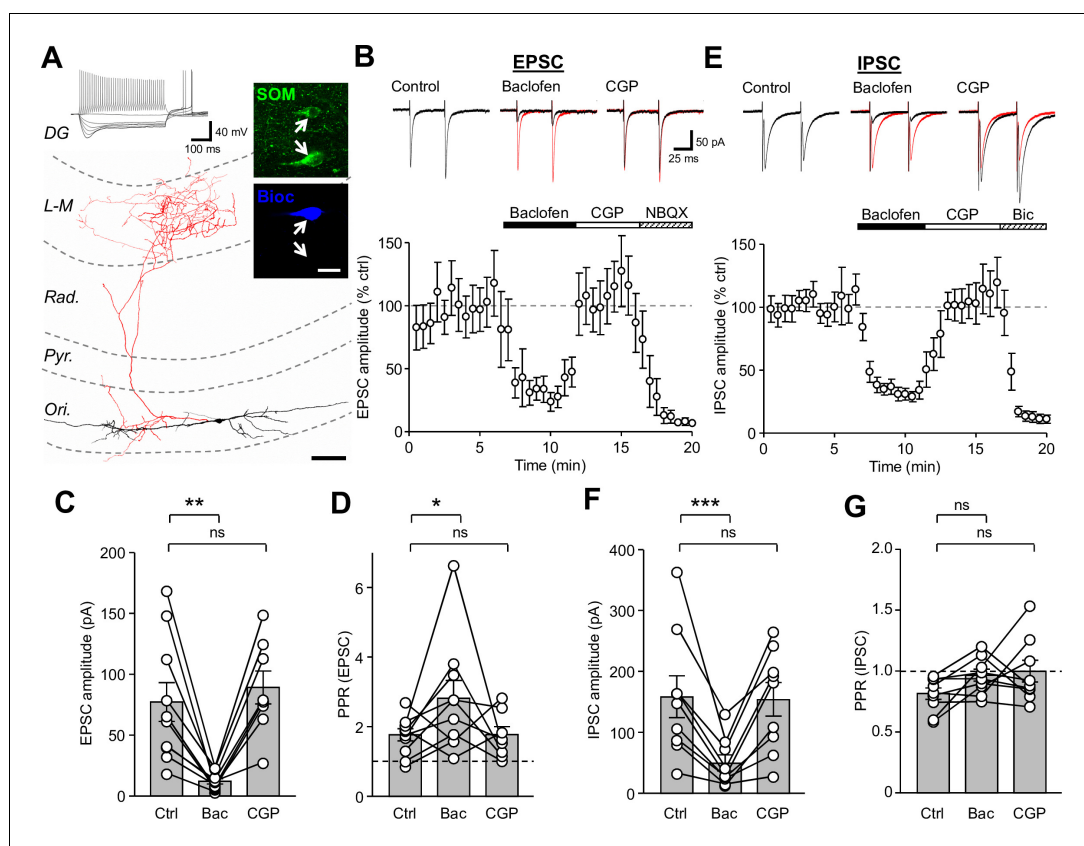 A
40 mV
100 ms
DG
L-M
Rad.
Pyr.
Ori.
SOM
Bioc
B
EPSC
Control
Baclofen
CGP
50 pA
25 ms
Baclofen
CGP
NBQX
EPSC amplitude (% ctrl)
150
100
50
0
0
5
10
15
20
Time (min)
E
IPSC
Control
Baclofen
CGP
Baclofen
CGP
Bic
IPSC amplitude (% ctrl)
150
100
50
0
0
5
10
15
20
Time (min)
C
**
ns
EPSC amplitude (pA)
200
150
100
50
0
Ctrl
Bac
CGP
D
*
ns
PPR (EPSC)
6
4
2
0
Ctrl
Bac
CGP
F
***
ns
IPSC amplitude (pA)
400
300
200
100
0
Ctrl
Bac
CGP
G
ns
ns
PPR (IPSC)
2.0
1.5
1.0
0.5
0
Ctrl
Bac
CGP